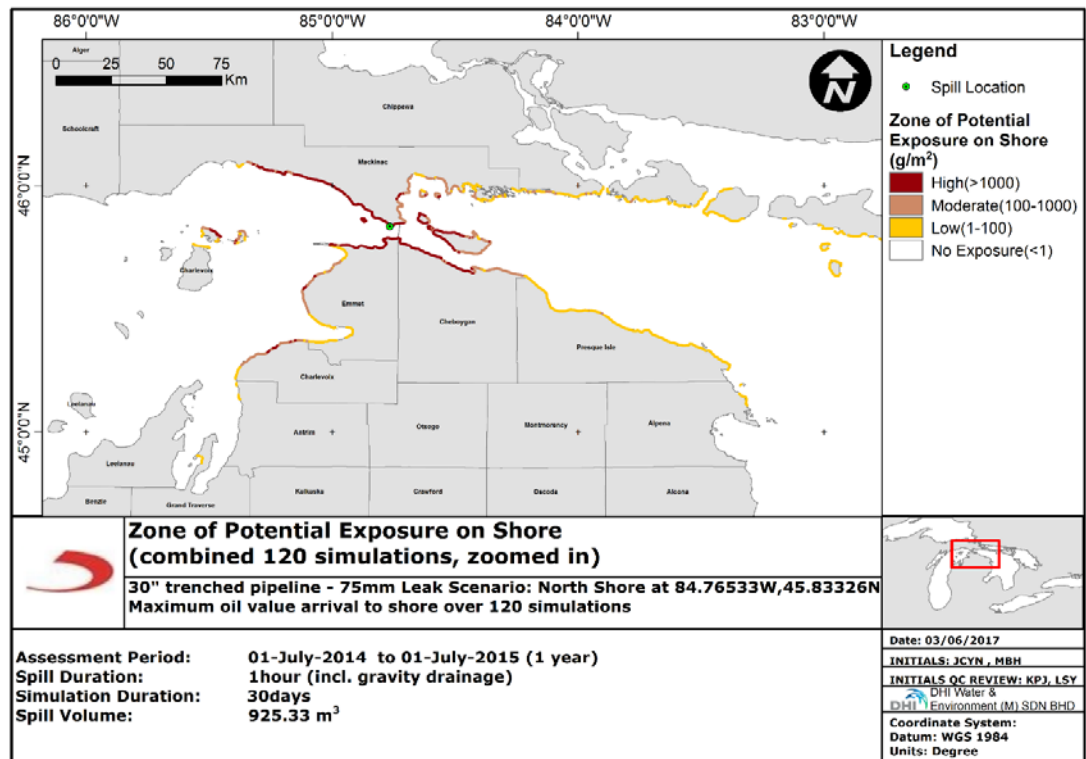 86°0'0"W 85°0'0"W 84°0'0"W 83°0'0"W
46°0'0"N
45°0'0"N
0 25 50 75
Km
N
Alger
Schoolcraft
Chippewa
Mackinac
Charlevoix
Emmet
Cheboygan
Presque Isle
Charlevoix
Leelanau
Antrim
Otsego
Montmorency
Alpena
Leelanau
Benzie
Grand Traverse
Kalkaska
Crawford
Oscoda
Alcona
Legend
Spill Location
Zone of Potential
Exposure on Shore
(g/m²)
High(>1000)
Moderate(100-1000)
Low(1-100)
No Exposure(<1)
Zone of Potential Exposure on Shore
(combined 120 simulations, zoomed in)
30" trenched pipeline - 75mm Leak Scenario: North Shore at 84.76533W,45.83326N
Maximum oil value arrival to shore over 120 simulations
Assessment Period: 01-July-2014 to 01-July-2015 (1 year)
Spill Duration: 1hour (incl. gravity drainage)
Simulation Duration: 30days
Spill Volume: 925.33 m³
Date: 03/06/2017
INITIALS: JCYN , MBH
INITIALS QC REVIEW: KPJ, LSY
DHI
DHI Water &
Environment (M) SDN BHD
Coordinate System:
Datum: WGS 1984
Units: Degree